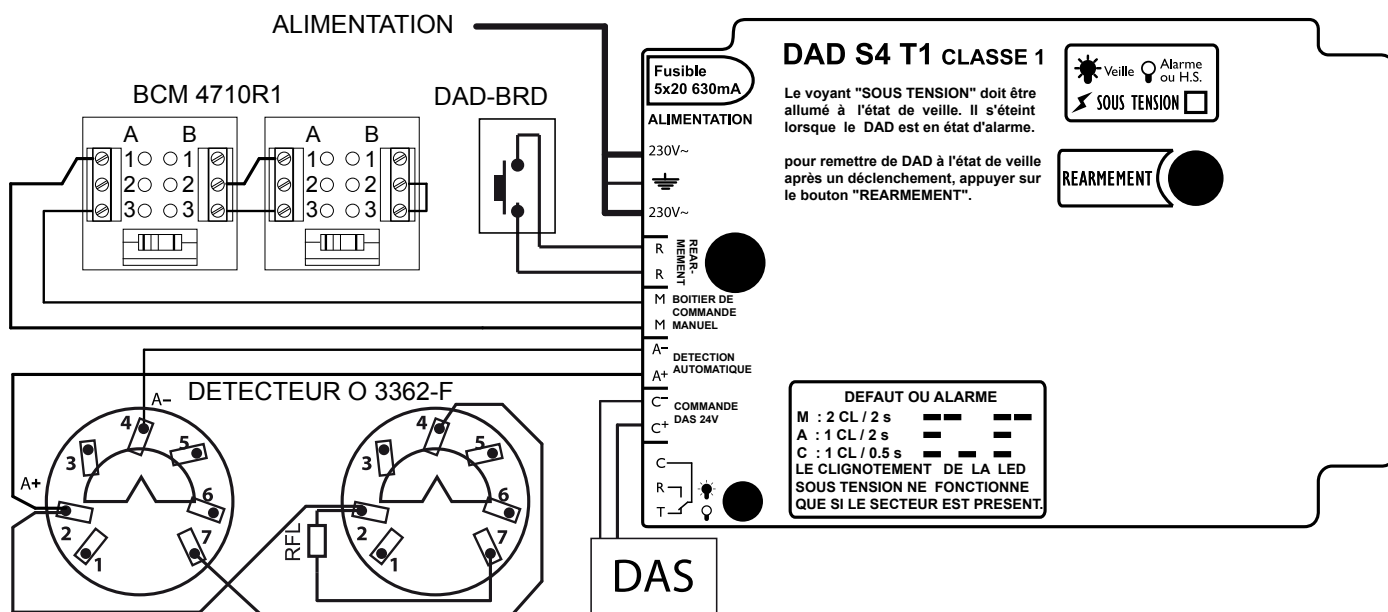 ALIMENTATION
BCM 4710R1
DAD-BRD
A B
1 1
2 2
3 3
A B
1 1
2 2
3 3
Fusible
5x20 630mA
ALIMENTATION
230V~
230V~
R
R
REAR-
MEMENT
M BOITIER DE
COMMANDE
M MANUEL
A- DETECTION
A+ AUTOMATIQUE
C- COMMANDE
C+ DAS 24V
C
R
T
DAD S4 T1 CLASSE 1
Le voyant "SOUS TENSION" doit être
allumé à l'état de veille. Il s'éteint
lorsque le DAD est en état d'alarme.
pour remettre de DAD à l'état de veille
après un déclenchement, appuyer sur
le bouton "REARMEMENT".
Veille Alarme
ou H.S.
SOUS TENSION
REARMEMENT
DEFAUT OU ALARME
M : 2 CL / 2 s
A : 1 CL / 2 s
C : 1 CL / 0.5 s
LE CLIGNOTEMENT DE LA LED
SOUS TENSION NE FONCTIONNE
QUE SI LE SECTEUR EST PRESENT.
DETECTEUR O 3362-F
A-
A+
4
3 5
6
2 7
1
4
3 5
6
2 7
1
RFL
DAS